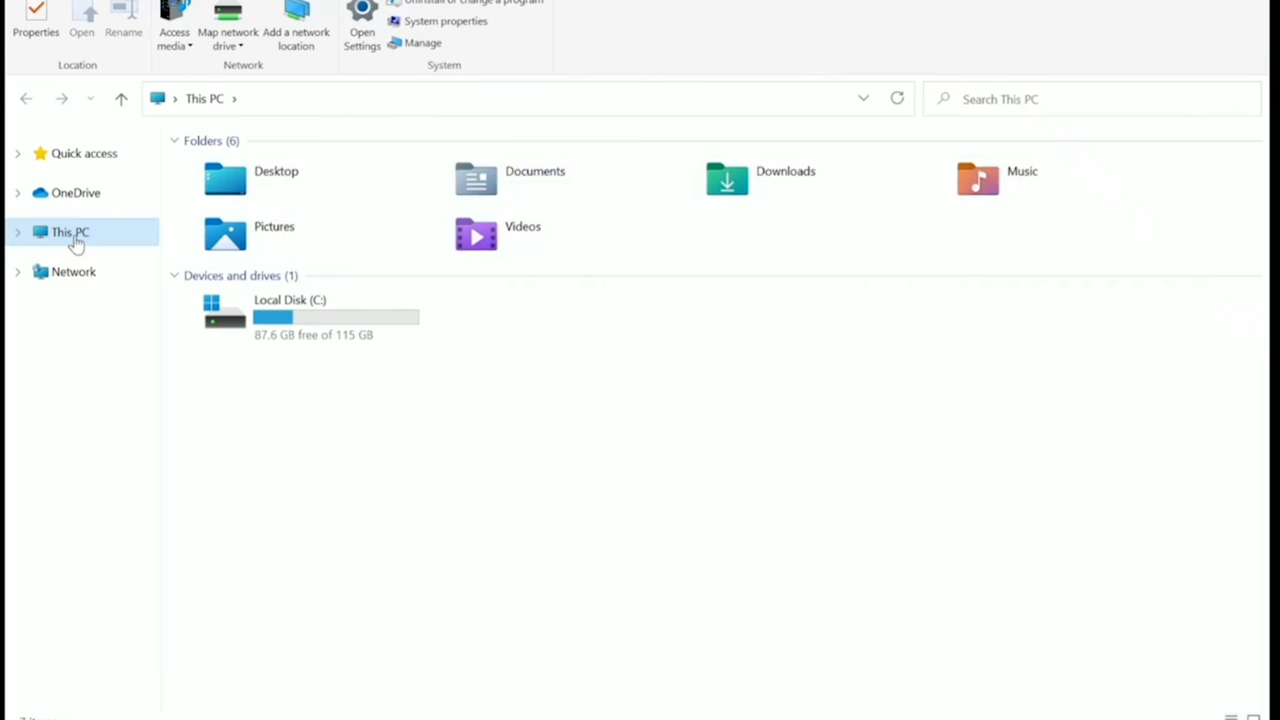 Uninstall or change a program
System properties
Manage
Properties
Open
Rename
Access media
Map network drive
Add a network location
Open Settings
Location
Network
System
This PC
Search This PC
Quick access
OneDrive
This PC
Network
Folders (6)
Desktop
Documents
Downloads
Music
Pictures
Videos
Devices and drives (1)
Local Disk (C:)
87.6 GB free of 115 GB